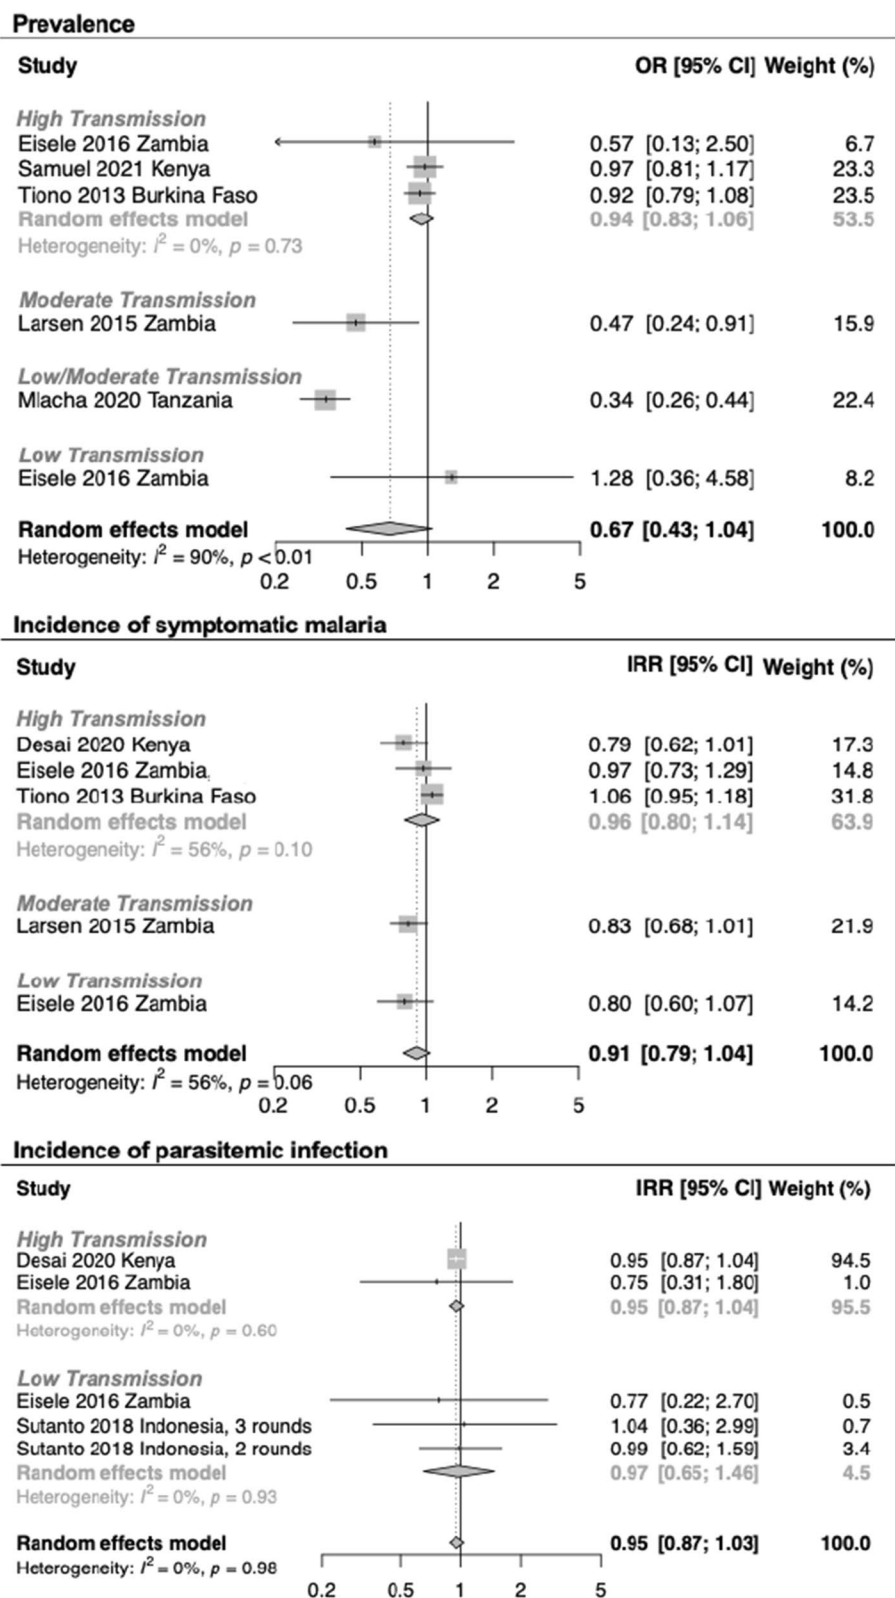 Prevalence
Study OR [95% CI] Weight (%)
High Transmission
Eisele 2016 Zambia 0.57 [0.13; 2.50] 6.7
Samuel 2021 Kenya 0.97 [0.81; 1.17] 23.3
Tiono 2013 Burkina Faso 0.92 [0.79; 1.08] 23.5
Random effects model 0.94 [0.83; 1.06] 53.5
Heterogeneity: I² = 0%, p = 0.73
Moderate Transmission
Larsen 2015 Zambia 0.47 [0.24; 0.91] 15.9
Low/Moderate Transmission
Mlacha 2020 Tanzania 0.34 [0.26; 0.44] 22.4
Low Transmission
Eisele 2016 Zambia 1.28 [0.36; 4.58] 8.2
Random effects model 0.67 [0.43; 1.04] 100.0
Heterogeneity: I² = 90%, p < 0.01
0.2 0.5 1 2 5
Incidence of symptomatic malaria
Study IRR [95% CI] Weight (%)
High Transmission
Desai 2020 Kenya 0.79 [0.62; 1.01] 17.3
Eisele 2016 Zambia, 0.97 [0.73; 1.29] 14.8
Tiono 2013 Burkina Faso 1.06 [0.95; 1.18] 31.8
Random effects model 0.96 [0.80; 1.14] 63.9
Heterogeneity: I² = 56%, p = 0.10
Moderate Transmission
Larsen 2015 Zambia 0.83 [0.68; 1.01] 21.9
Low Transmission
Eisele 2016 Zambia 0.80 [0.60; 1.07] 14.2
Random effects model 0.91 [0.79; 1.04] 100.0
Heterogeneity: I² = 56%, p = 0.06
0.2 0.5 1 2 5
Incidence of parasitemic infection
Study IRR [95% CI] Weight (%)
High Transmission
Desai 2020 Kenya 0.95 [0.87; 1.04] 94.5
Eisele 2016 Zambia 0.75 [0.31; 1.80] 1.0
Random effects model 0.95 [0.87; 1.04] 95.5
Heterogeneity: I² = 0%, p = 0.60
Low Transmission
Eisele 2016 Zambia 0.77 [0.22; 2.70] 0.5
Sutanto 2018 Indonesia, 3 rounds 1.04 [0.36; 2.99] 0.7
Sutanto 2018 Indonesia, 2 rounds 0.99 [0.62; 1.59] 3.4
Random effects model 0.97 [0.65; 1.46] 4.5
Heterogeneity: I² = 0%, p = 0.93
Random effects model 0.95 [0.87; 1.03] 100.0
Heterogeneity: I² = 0%, p = 0.98
0.2 0.5 1 2 5